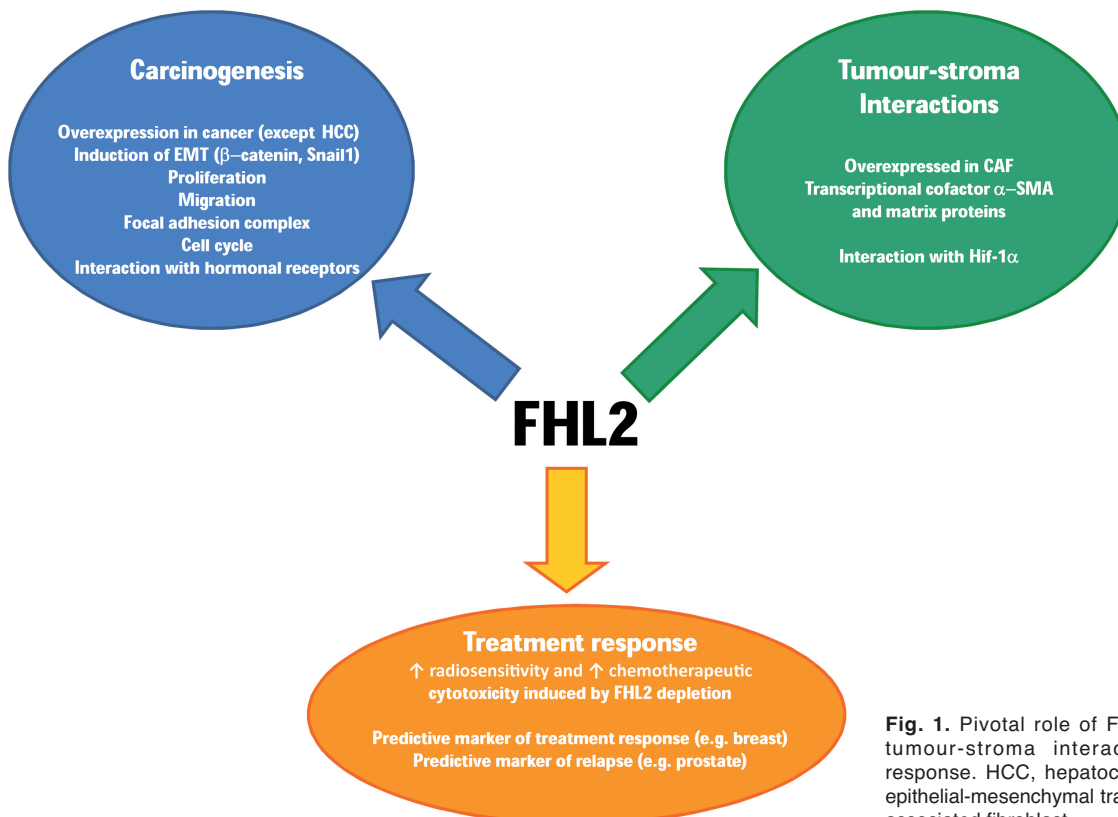 Carcinogenesis
Overexpression in cancer (except HCC)
Induction of EMT (β–catenin, Snail1)
Proliferation
Migration
Focal adhesion complex
Cell cycle
Interaction with hormonal receptors
Tumour-stroma
Interactions
Overexpressed in CAF
Transcriptional cofactor α–SMA
and matrix proteins
Interaction with Hif-1α
FHL2
Treatment response
↑ radiosensitivity and ↑ chemotherapeutic
cytotoxicity induced by FHL2 depletion
Predictive marker of treatment response (e.g. breast)
Predictive marker of relapse (e.g. prostate)
Fig. 1. Pivotal role of
tumour-stroma
response. HCC,
epithelial-mesenchymal